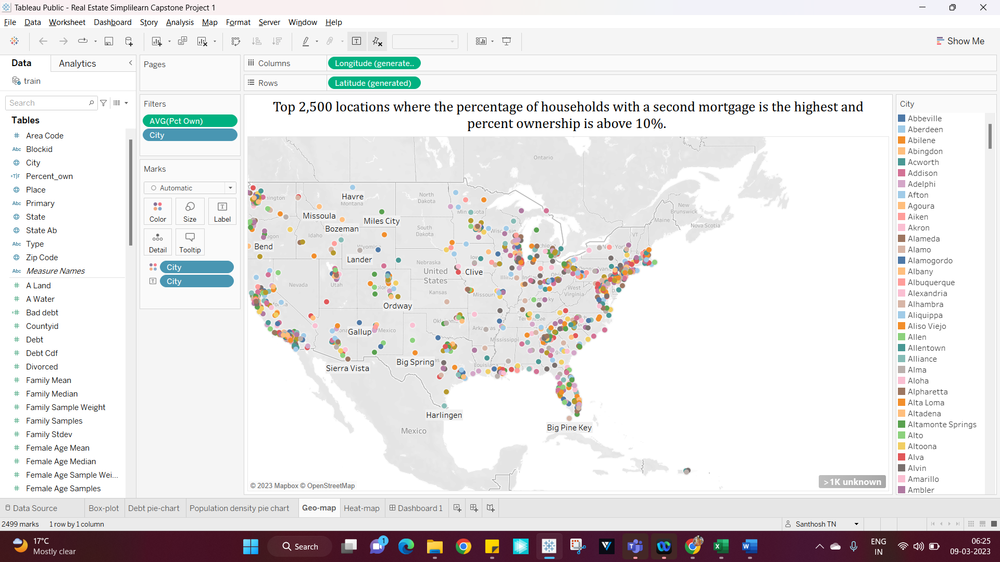 Tableau Public - Real Estate Simplilearn Capstone Project 1
File Data Worksheet Dashboard Story Analysis Map Format Server Window Help
Show Me
Data Analytics
train
Search
Tables
Area Code
Abc Blockid
City
=T|F Percent_own
Place
Abc Primary
State
Abc State Ab
Abc Type
Zip Code
Abc Measure Names
A Land
A Water
Bad debt
Countyid
Debt
Debt Cdf
Divorced
Family Mean
Family Median
Family Sample Weight
Family Samples
Family Stdev
Female Age Mean
Female Age Median
Female Age Sample Wei...
Female Age Samples
Pages
Filters
AVG(Pct Own)
City
Marks
Automatic
Color Size Label
Detail Tooltip
City
City
Columns Longitude (generate..
Rows Latitude (generated)
Top 2,500 locations where the percentage of households with a second mortgage is the highest and
percent ownership is above 10%.
Ontario
Havre
Montana
North
Dakota
New
Brunswick
Maine
Nova Scotia
Missoula
Miles City
Bozeman
South
Dakota
Idaho
VT
Bend
Wyoming
Lander
Nebraska
United
States
Clive
Nevada
Utah
Kansas
Missouri
West
Virginia
Ordway
Gallup
Mexico
Mississippi
Big Spring
Sierra Vista
Harlingen
Big Pine Key
Mexico
© 2023 Mapbox © OpenStreetMap
>1K unknown
City
Abbeville
Aberdeen
Abilene
Abingdon
Acworth
Addison
Adelphi
Afton
Agoura
Aiken
Akron
Alameda
Alamo
Alamogordo
Albany
Albuquerque
Alexandria
Alhambra
Aliquippa
Aliso Viejo
Allen
Allentown
Alliance
Alma
Aloha
Alpharetta
Alta Loma
Altadena
Altamonte Springs
Alto
Altoona
Alva
Alvin
Amarillo
Ambler
Data Source Box-plot Debt pie-chart Population density pie chart Geo-map Heat-map Dashboard 1
2499 marks 1 row by 1 column Santhosh TN
17°C
Mostly clear
Search
1
ENG
IN
06:25
09-03-2023